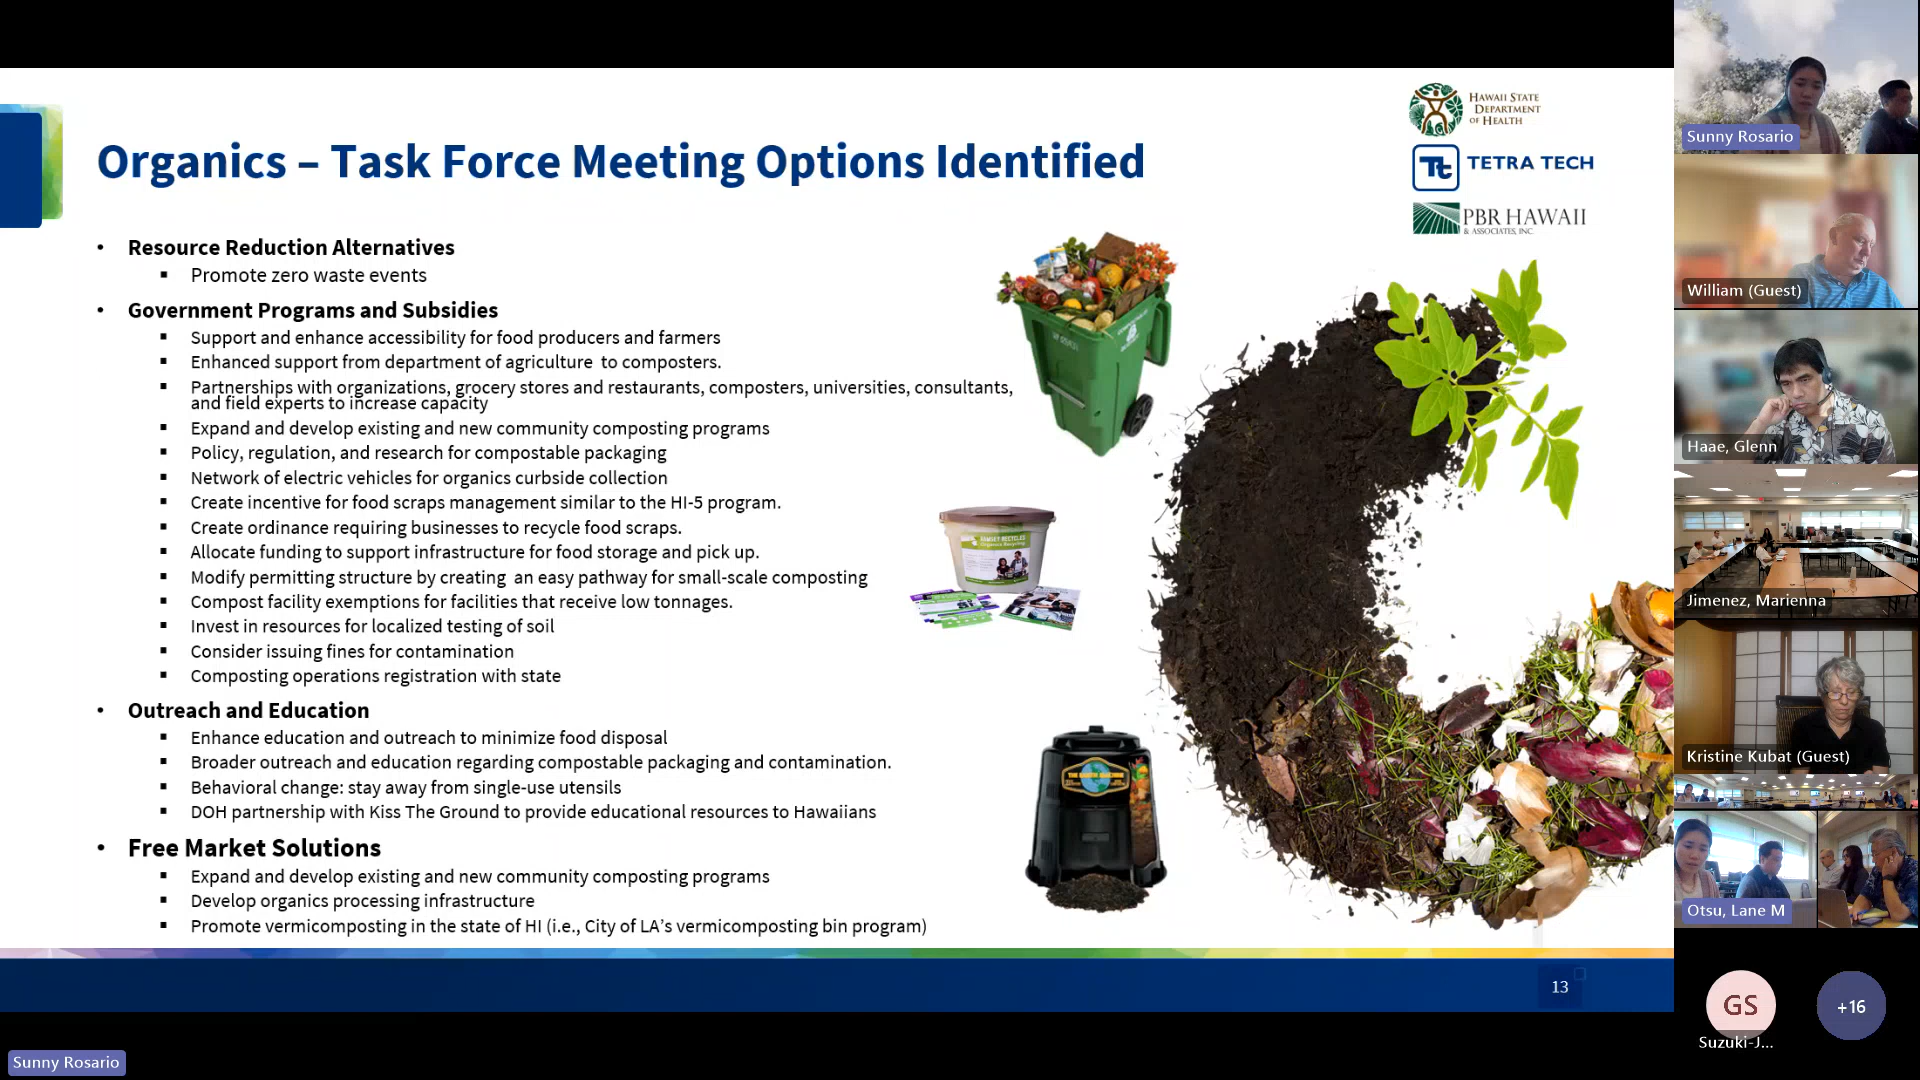 Organics – Task Force Meeting Options Identified
HAWAII STATE
DEPARTMENT
OF HEALTH
Tt TETRA TECH
PBR HAWAII
& ASSOCIATES, INC.
• Resource Reduction Alternatives
▪ Promote zero waste events
• Government Programs and Subsidies
▪ Support and enhance accessibility for food producers and farmers
▪ Enhanced support from department of agriculture  to composters.
▪ Partnerships with organizations, grocery stores and restaurants, composters, universities, consultants,
and field experts to increase capacity
▪ Expand and develop existing and new community composting programs
▪ Policy, regulation, and research for compostable packaging
▪ Network of electric vehicles for organics curbside collection
▪ Create incentive for food scraps management similar to the HI-5 program.
▪ Create ordinance requiring businesses to recycle food scraps.
▪ Allocate funding to support infrastructure for food storage and pick up.
▪ Modify permitting structure by creating  an easy pathway for small-scale composting
▪ Compost facility exemptions for facilities that receive low tonnages.
▪ Invest in resources for localized testing of soil
▪ Consider issuing fines for contamination
▪ Composting operations registration with state
• Outreach and Education
▪ Enhance education and outreach to minimize food disposal
▪ Broader outreach and education regarding compostable packaging and contamination.
▪ Behavioral change: stay away from single-use utensils
▪ DOH partnership with Kiss The Ground to provide educational resources to Hawaiians
• Free Market Solutions
▪ Expand and develop existing and new community composting programs
▪ Develop organics processing infrastructure
▪ Promote vermicomposting in the state of HI (i.e., City of LA's vermicomposting bin program)
RAMSEY RECYCLES
Organics Recycling
THE EARTH MACHINE
13
Sunny Rosario
Sunny Rosario
William (Guest)
Haae, Glenn
Jimenez, Marienna
Kristine Kubat (Guest)
Otsu, Lane M
GS
Suzuki-J...
+16